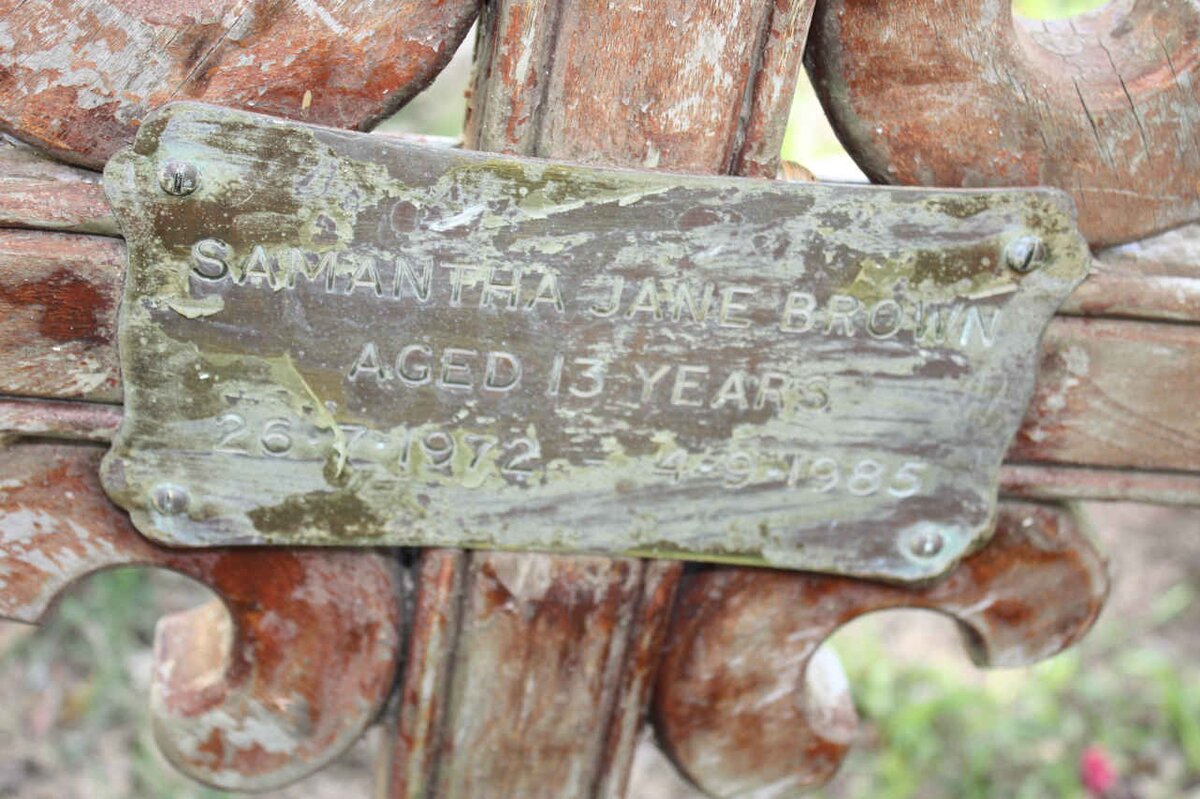 SAMANTHA JANE BROWN
AGED 13 YEARS
26-7-1972 - 4-9-1985